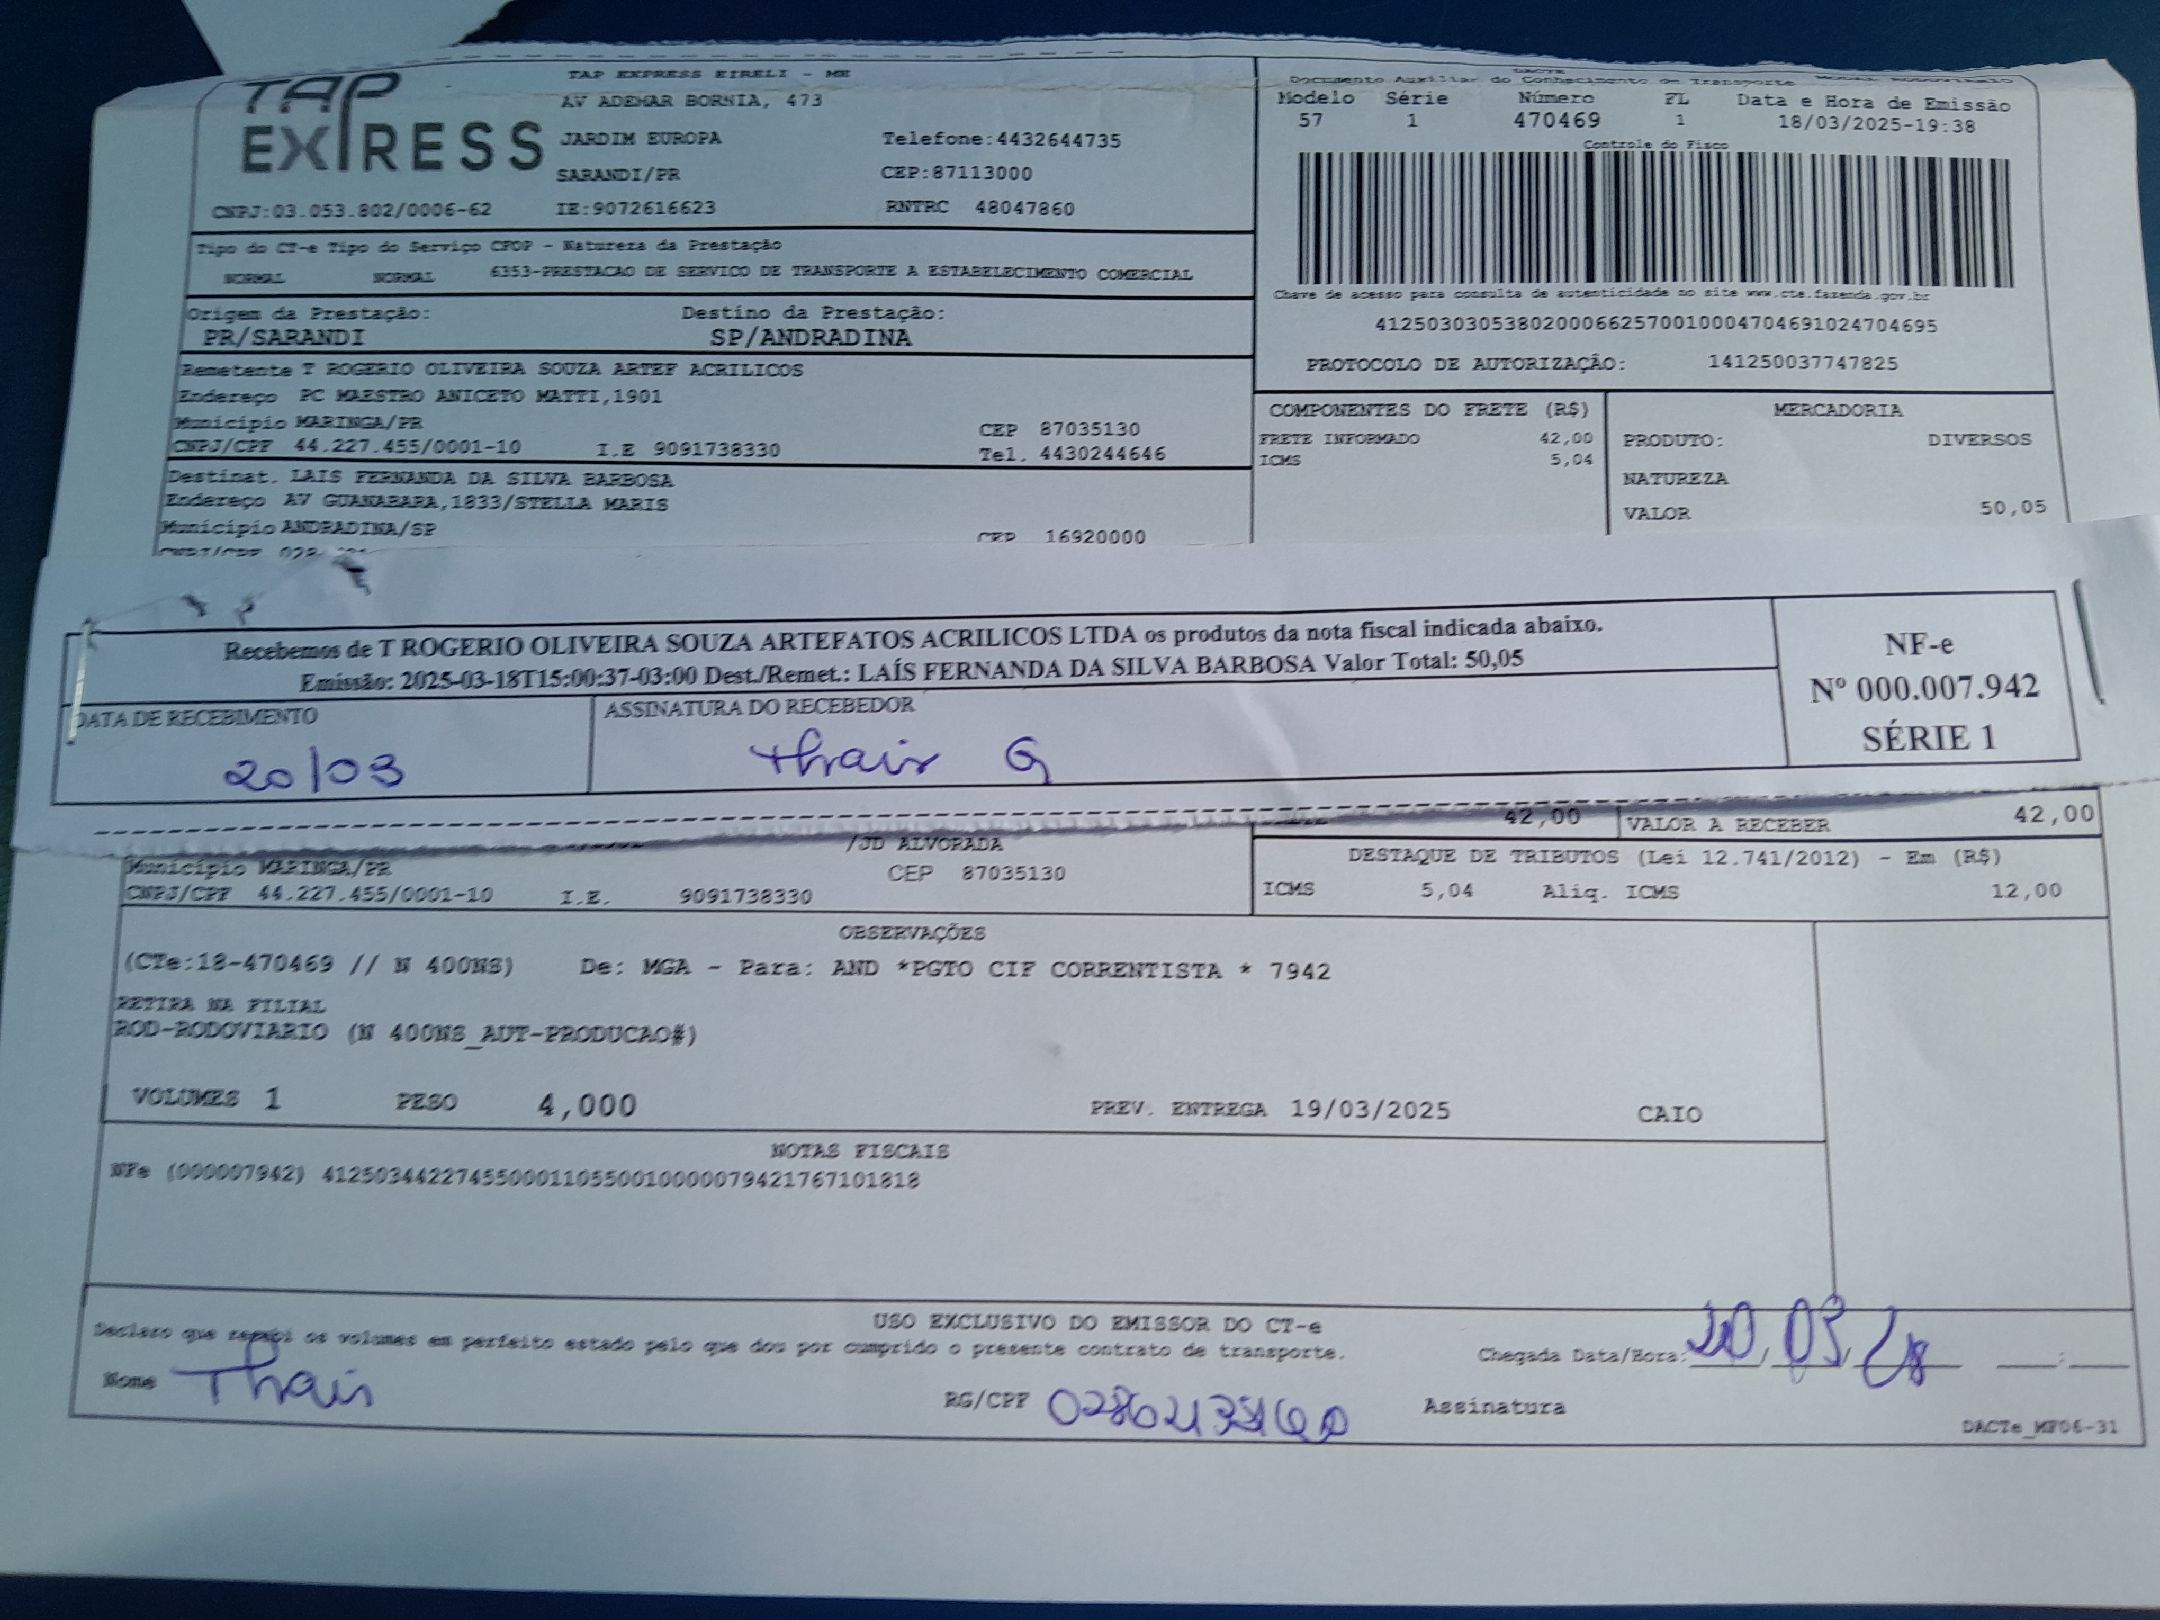 TAP EXPRESS
TAP EXPRESS EIRELI - ME
AV ADEMAR BORNIA, 473
JARDIM EUROPA Telefone:4432644735
SARANDI/PR CEP:87113000
CNPJ:03.053.802/0006-62 IE:9072616623 RNTRC 48047860
DACTE
Documento Auxiliar do Conhecimento de Transporte MODAL RODOVIARIO
Modelo Série Número FL Data e Hora de Emissão
57 1 470469 1 18/03/2025-19:38
Controle do Fisco
Chave de acesso para consulta de autenticidade no site www.cte.fazenda.gov.br
41250303053802000662570010004704691024704695
PROTOCOLO DE AUTORIZAÇÃO: 141250037747825
Tipo do CT-e Tipo do Serviço CFOP - Natureza da Prestação
NORMAL NORMAL 6353-PRESTACAO DE SERVICO DE TRANSPORTE A ESTABELECIMENTO COMERCIAL
Origem da Prestação: Destino da Prestação:
PR/SARANDI SP/ANDRADINA
Remetente T ROGERIO OLIVEIRA SOUZA ARTEF ACRILICOS
Endereço PC MAESTRO ANICETO MATTI,1901
Município MARINGA/PR CEP 87035130
CNPJ/CPF 44.227.455/0001-10 I.E 9091738330 Tel. 4430244646
Destinat. LAIS FERNANDA DA SILVA BARBOSA
Endereço AV GUANABARA,1833/STELLA MARIS
Município ANDRADINA/SP CEP 16920000
CNPJ/CPF
COMPONENTES DO FRETE (R$)
FRETE INFORMADO 42,00
ICMS 5,04
MERCADORIA
PRODUTO: DIVERSOS
NATUREZA
VALOR 50,05
Recebemos de T ROGERIO OLIVEIRA SOUZA ARTEFATOS ACRILICOS LTDA os produtos da nota fiscal indicada abaixo.
Emissão: 2025-03-18T15:00:37-03:00 Dest./Remet.: LAÍS FERNANDA DA SILVA BARBOSA Valor Total: 50,05
DATA DE RECEBIMENTO ASSINATURA DO RECEBEDOR
20/03 Thais G
NF-e
Nº 000.007.942
SÉRIE 1
42,00 VALOR A RECEBER 42,00
/JD ALVORADA
Município MARINGA/PR CEP 87035130
CNPJ/CPF 44.227.455/0001-10 I.E. 9091738330
DESTAQUE DE TRIBUTOS (Lei 12.741/2012) - Em (R$)
ICMS 5,04 Aliq. ICMS 12,00
OBSERVAÇÕES
(CTe:18-470469 // N 400NS) De: MGA - Para: AND *PGTO CIF CORRENTISTA * 7942
RETIRA NA FILIAL
ROD-RODOVIARIO (N 400NS_AUT-PRODUCAO#)
VOLUMES 1 PESO 4,000 PREV. ENTREGA 19/03/2025 CAIO
NOTAS FISCAIS
NFe (000007942) 41250344227455000110550010000079421767101818
USO EXCLUSIVO DO EMISSOR DO CT-e
Declaro que recebi os volumes em perfeito estado pelo que dou por cumprido o presente contrato de transporte.
Chegada Data/Hora: 20, 03
Nome Thais RG/CPF Assinatura
DACTe_MF06-31